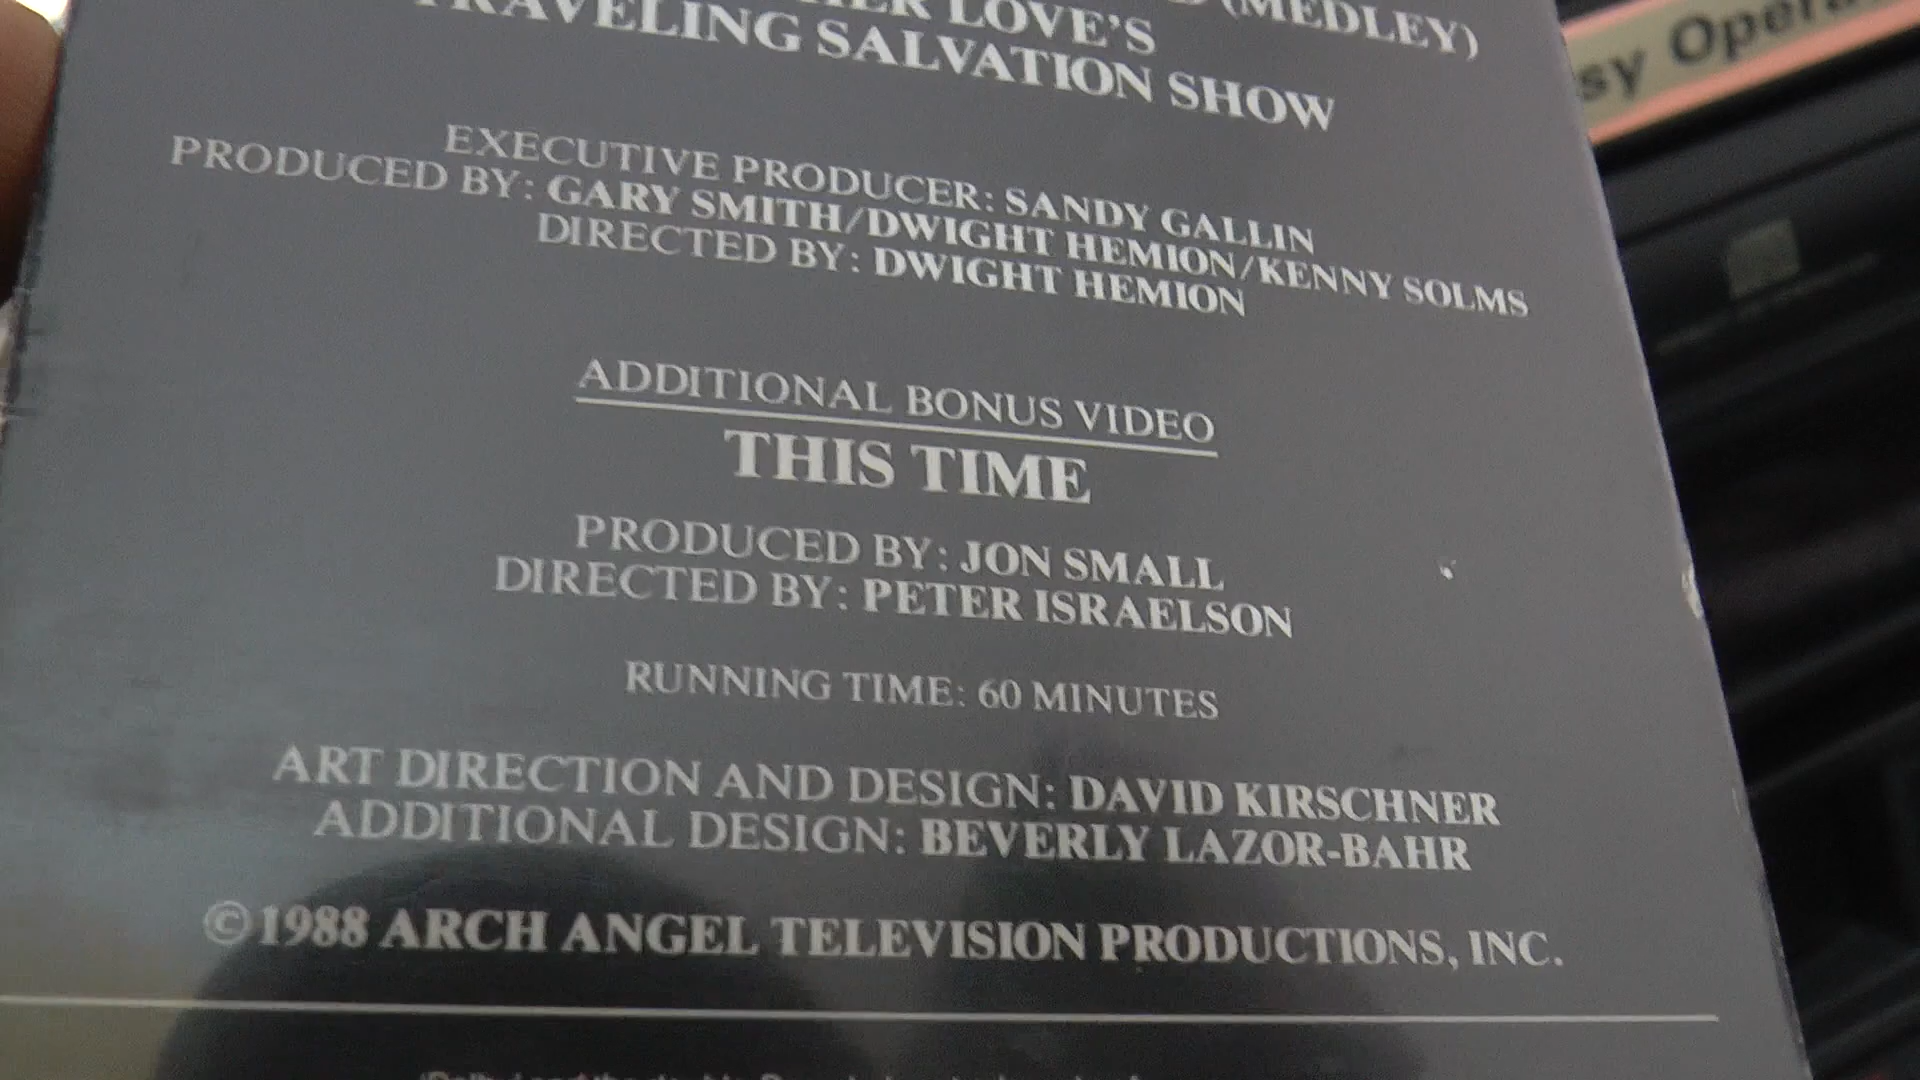 (MEDLEY)
LOVE'S
TRAVELING SALVATION SHOW
EXECUTIVE PRODUCER: SANDY GALLIN
PRODUCED BY: GARY SMITH/DWIGHT HEMION/KENNY SOLMS
DIRECTED BY: DWIGHT HEMION
ADDITIONAL BONUS VIDEO
THIS TIME
PRODUCED BY: JON SMALL
DIRECTED BY: PETER ISRAELSON
RUNNING TIME: 60 MINUTES
ART DIRECTION AND DESIGN: DAVID KIRSCHNER
ADDITIONAL DESIGN: BEVERLY LAZOR-BAHR
©1988 ARCH ANGEL TELEVISION PRODUCTIONS, INC.